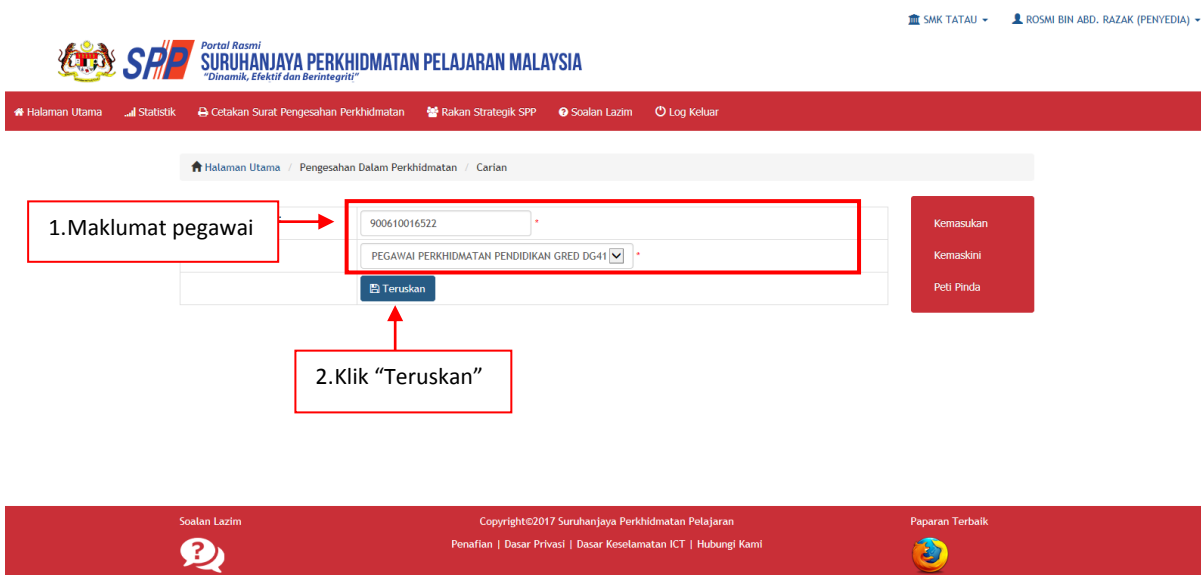 SMK TATAU
ROSMI BIN ABD. RAZAK (PENYEDIA)
SPP
Portal Rasmi
SURUHANJAYA PERKHIDMATAN PELAJARAN MALAYSIA
"Dinamik, Efektif dan Berintegriti"
Halaman Utama Statistik Cetakan Surat Pengesahan Perkhidmatan Rakan Strategik SPP Soalan Lazim Log Keluar
Halaman Utama / Pengesahan Dalam Perkhidmatan / Carian
1.Maklumat pegawai
900610016522 *
PEGAWAI PERKHIDMATAN PENDIDIKAN GRED DG41 *
Teruskan
Kemasukan
Kemaskini
Peti Pinda
2.Klik “Teruskan”
Soalan Lazim
Copyright©2017 Suruhanjaya Perkhidmatan Pelajaran
Penafian | Dasar Privasi | Dasar Keselamatan ICT | Hubungi Kami
Paparan Terbaik